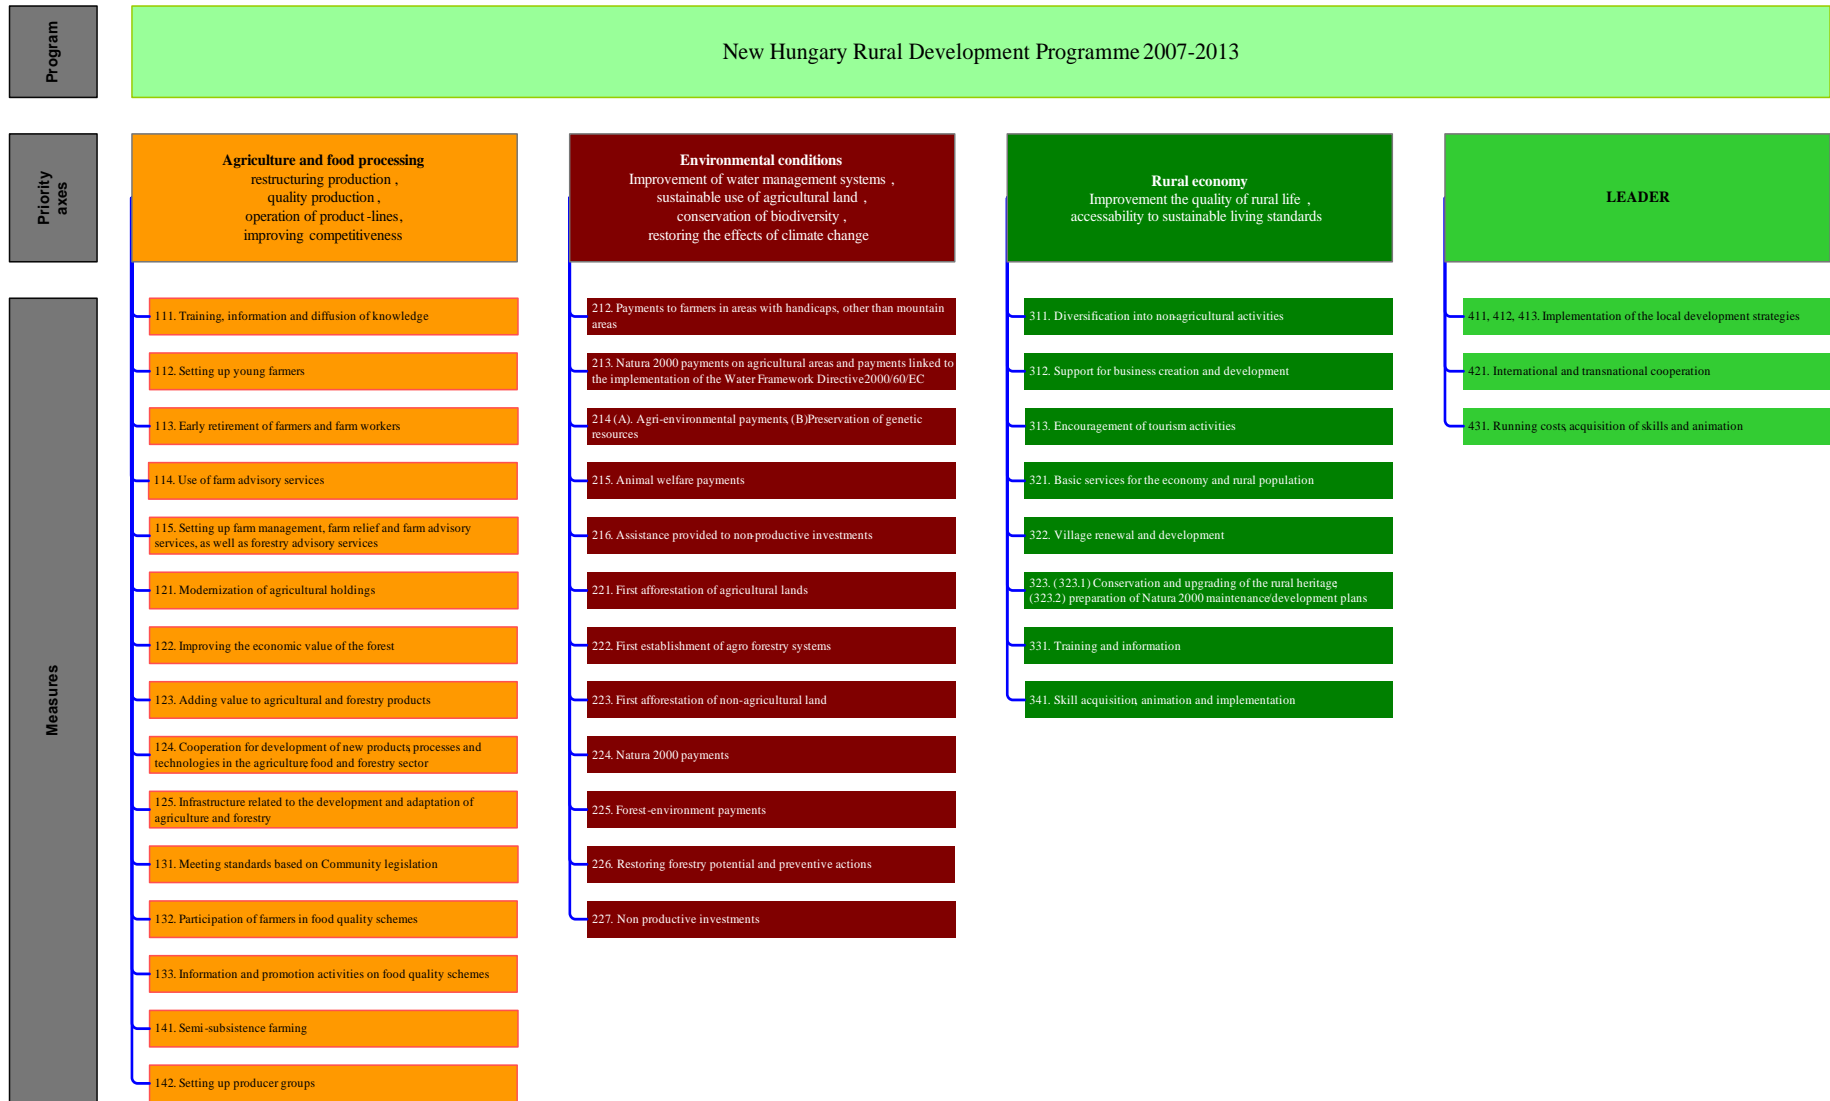 Program
New Hungary Rural Development Programme 2007-2013
Priority
axes
Agriculture and food processing
restructuring production ,
quality production ,
operation of product-lines,
improving competitiveness
Environmental conditions
Improvement of water management systems ,
sustainable use of agricultural land ,
conservation of biodiversity ,
restoring the effects of climate change
Rural economy
Improvement the quality of rural life ,
accessability to sustainable living standards
LEADER
Measures
111. Training, information and diffusion of knowledge
112. Setting up young farmers
113. Early retirement of farmers and farm workers
114. Use of farm advisory services
115. Setting up farm management, farm relief and farm advisory
services, as well as forestry advisory services
121. Modernization of agricultural holdings
122. Improving the economic value of the forest
123. Adding value to agricultural and forestry products
124. Cooperation for development of new products, processes and
technologies in the agriculture, food and forestry sector
125. Infrastructure related to the development and adaptation of
agriculture and forestry
131. Meeting standards based on Community legislation
132. Participation of farmers in food quality schemes
133. Information and promotion activities on food quality schemes
141. Semi-subsistence farming
142. Setting up producer groups
212. Payments to farmers in areas with handicaps, other than mountain
areas
213. Natura 2000 payments on agricultural areas and payments linked to
the implementation of the Water Framework Directive 2000/60/EC
214 (A). Agri-environmental payments, (B)Preservation of genetic
resources
215. Animal welfare payments
216. Assistance provided to non-productive investments
221. First afforestation of agricultural lands
222. First establishment of agro forestry systems
223. First afforestation of non-agricultural land
224. Natura 2000 payments
225. Forest-environment payments
226. Restoring forestry potential and preventive actions
227. Non productive investments
311. Diversification into non-agricultural activities
312. Support for business creation and development
313. Encouragement of tourism activities
321. Basic services for the economy and rural population
322. Village renewal and development
323. (323.1) Conservation and upgrading of the rural heritage;
(323.2) preparation of Natura 2000 maintenance/development plans
331. Training and information
341. Skill acquisition, animation and implementation
411, 412, 413. Implementation of the local development strategies
421. International and transnational cooperation
431. Running costs, acquisition of skills and animation